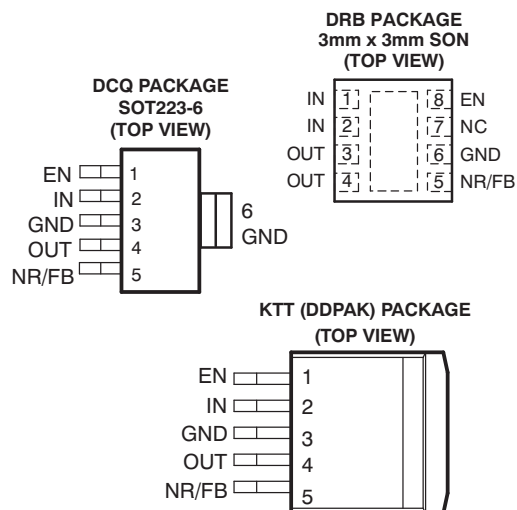 DRB PACKAGE
3mm x 3mm SON
(TOP VIEW)
IN 1 8 EN
IN 2 7 NC
OUT 3 6 GND
OUT 4 5 NR/FB
DCQ PACKAGE
SOT223-6
(TOP VIEW)
EN 1
IN 2
GND 3
OUT 4
NR/FB 5
6
GND
KTT (DDPAK) PACKAGE
(TOP VIEW)
EN 1
IN 2
GND 3
OUT 4
NR/FB 5